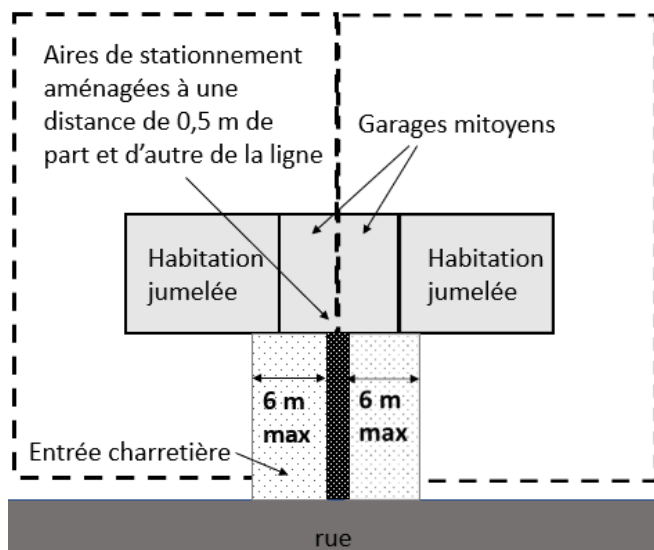 Aires de stationnement
aménagées à une
distance de 0,5 m de
part et d'autre de la ligne
Garages mitoyens
Habitation
jumelée
Habitation
jumelée
6 m
max
6 m
max
Entrée charretière
rue